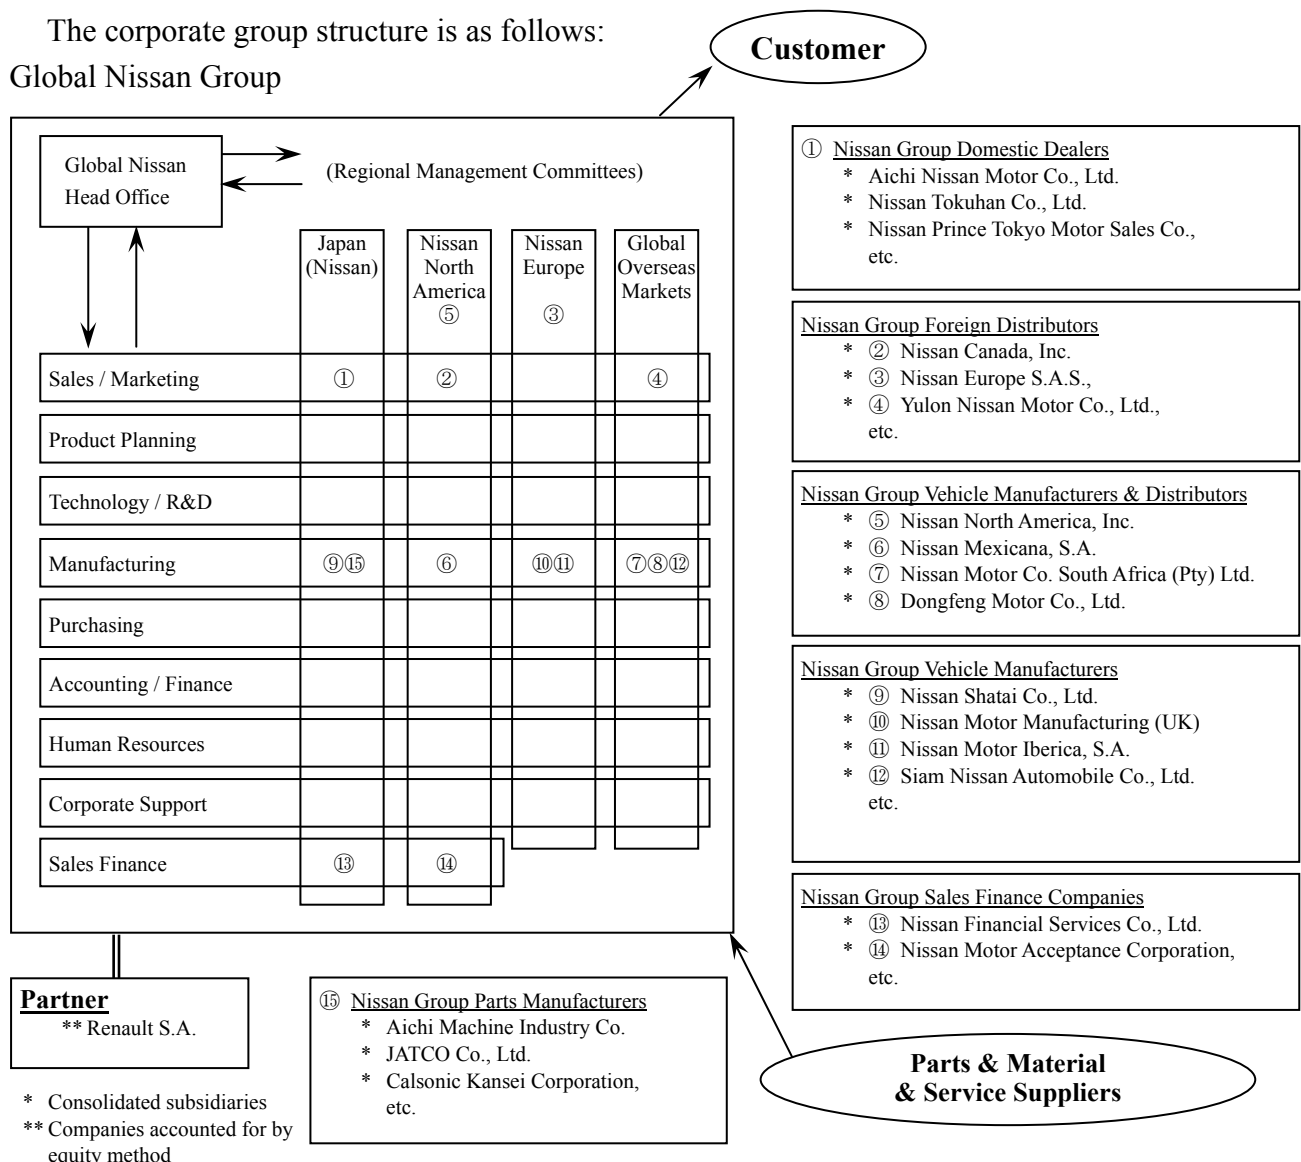 The corporate group structure is as follows:
Global Nissan Group
Customer
Global Nissan
Head Office
(Regional Management Committees)
Japan
(Nissan)
Nissan
North
America
⑤
Nissan
Europe
③
Global
Overseas
Markets
Sales / Marketing ① ② ④
Product Planning
Technology / R&D
Manufacturing ⑨⑮ ⑥ ⑩⑪ ⑦⑧⑫
Purchasing
Accounting / Finance
Human Resources
Corporate Support
Sales Finance ⑬ ⑭
① Nissan Group Domestic Dealers
* Aichi Nissan Motor Co., Ltd.
* Nissan Tokuhan Co., Ltd.
* Nissan Prince Tokyo Motor Sales Co.,
etc.
Nissan Group Foreign Distributors
* ② Nissan Canada, Inc.
* ③ Nissan Europe S.A.S.,
* ④ Yulon Nissan Motor Co., Ltd.,
etc.
Nissan Group Vehicle Manufacturers & Distributors
* ⑤ Nissan North America, Inc.
* ⑥ Nissan Mexicana, S.A.
* ⑦ Nissan Motor Co. South Africa (Pty) Ltd.
* ⑧ Dongfeng Motor Co., Ltd.
Nissan Group Vehicle Manufacturers
* ⑨ Nissan Shatai Co., Ltd.
* ⑩ Nissan Motor Manufacturing (UK)
* ⑪ Nissan Motor Iberica, S.A.
* ⑫ Siam Nissan Automobile Co., Ltd.
etc.
Nissan Group Sales Finance Companies
* ⑬ Nissan Financial Services Co., Ltd.
* ⑭ Nissan Motor Acceptance Corporation,
etc.
Partner
** Renault S.A.
⑮ Nissan Group Parts Manufacturers
* Aichi Machine Industry Co.
* JATCO Co., Ltd.
* Calsonic Kansei Corporation,
etc.
Parts & Material
& Service Suppliers
* Consolidated subsidiaries
** Companies accounted for by
equity method